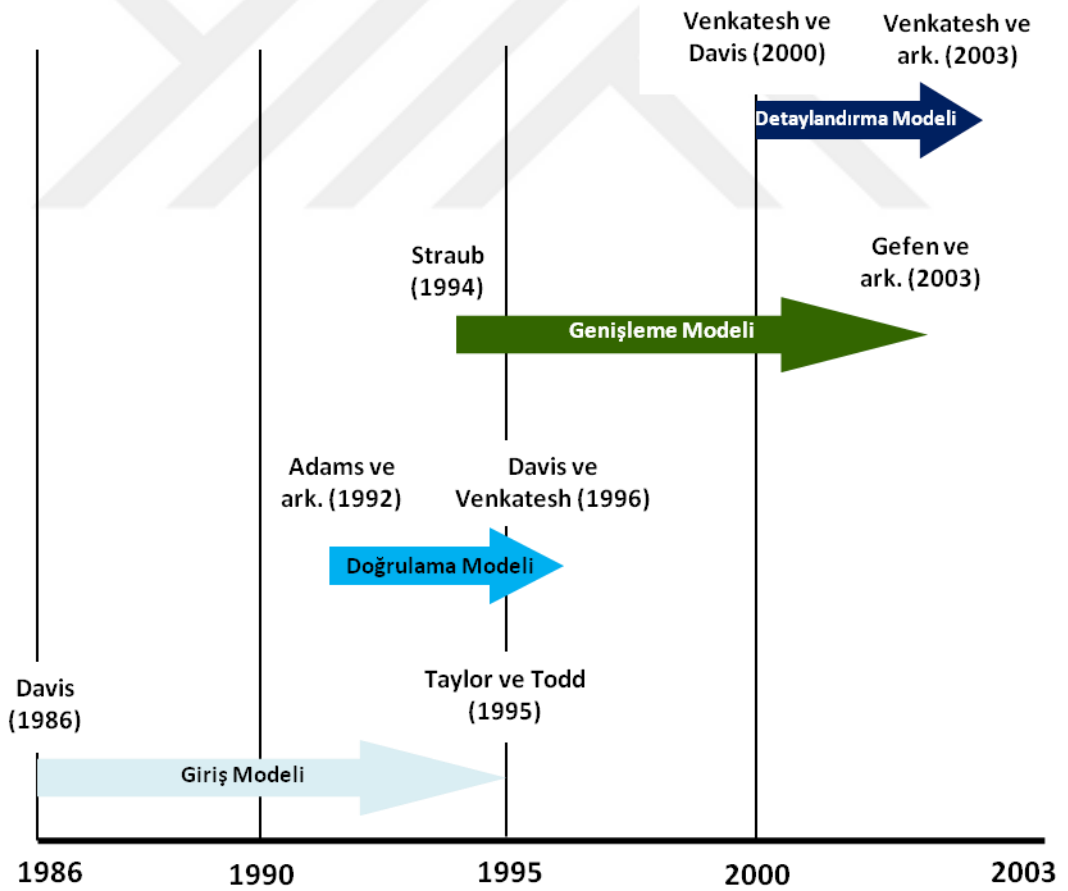 Venkatesh ve
Davis (2000)
Venkatesh ve
ark. (2003)
Detaylandırma Modeli
Straub
(1994)
Gefen ve
ark. (2003)
Genişleme Modeli
Adams ve
ark. (1992)
Davis ve
Venkatesh (1996)
Doğrulama Modeli
Davis
(1986)
Taylor ve Todd
(1995)
Giriş Modeli
1986
1990
1995
2000
2003